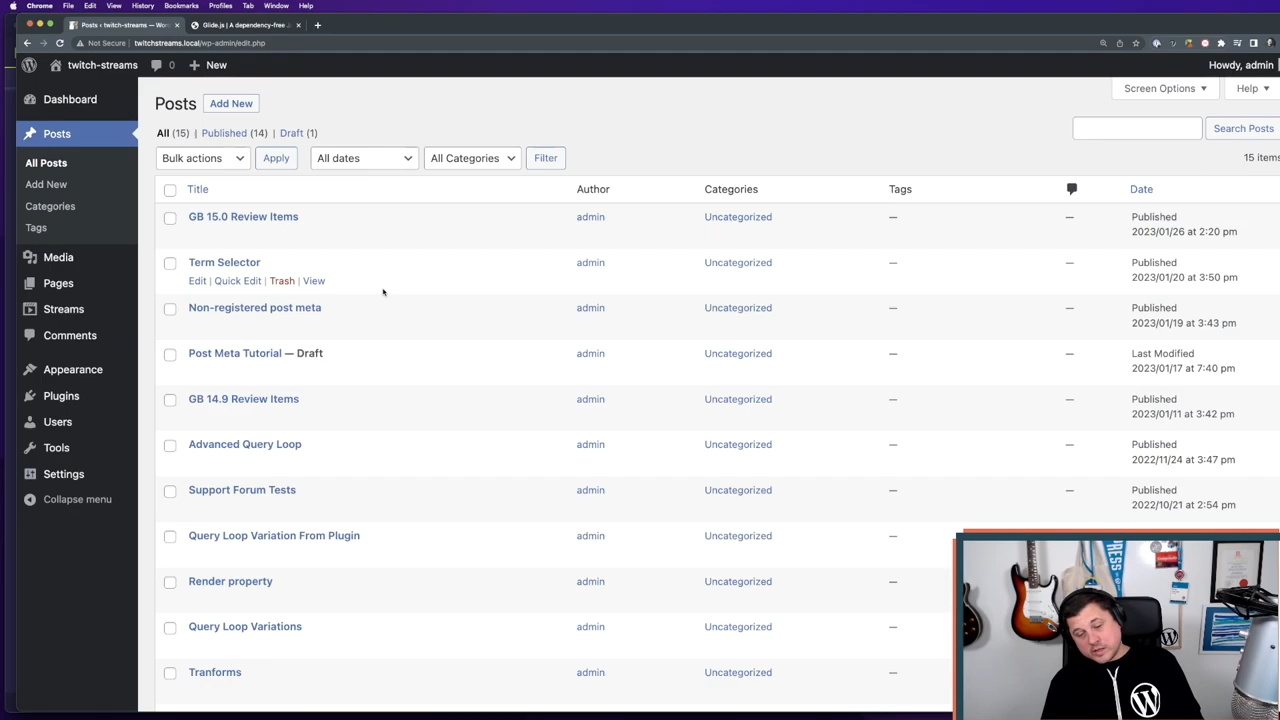 Chrome File Edit View History Bookmarks Profiles Tab Window Help
Posts ‹ twitch-streams — Wor Glide.js | A dependency-free J
Not Secure twitchstreams.local/wp-admin/edit.php
twitch-streams 0 New Howdy, admin
Dashboard
Posts
All Posts
Add New
Categories
Tags
Media
Pages
Streams
Comments
Appearance
Plugins
Users
Tools
Settings
Collapse menu
Screen Options Help
Posts Add New
All (15) | Published (14) | Draft (1)
Search Posts
Bulk actions Apply All dates All Categories Filter
15 items
Title Author Categories Tags Date
GB 15.0 Review Items admin Uncategorized — — Published
2023/01/26 at 2:20 pm
Term Selector admin Uncategorized — — Published
Edit | Quick Edit | Trash | View 2023/01/20 at 3:50 pm
Non-registered post meta admin Uncategorized — — Published
2023/01/19 at 3:43 pm
Post Meta Tutorial — Draft admin Uncategorized — — Last Modified
2023/01/17 at 7:40 pm
GB 14.9 Review Items admin Uncategorized — — Published
2023/01/11 at 3:42 pm
Advanced Query Loop admin Uncategorized — — Published
2022/11/24 at 3:47 pm
Support Forum Tests admin Uncategorized — — Published
2022/10/21 at 2:54 pm
Query Loop Variation From Plugin admin Uncategorized —
Render property admin Uncategorized —
Query Loop Variations admin Uncategorized —
Tranforms admin Uncategorized —
PRESS